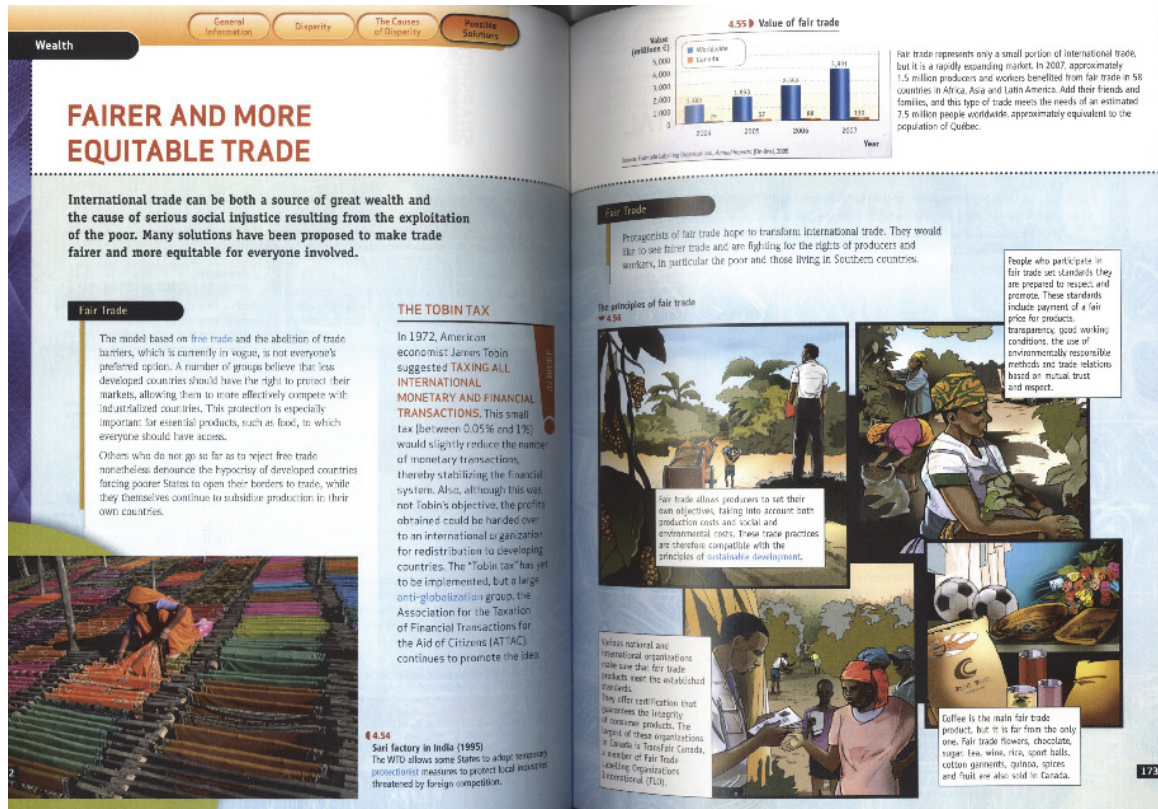 General
Information
Disparity
The Causes
of Disparity
Possible
Solutions
Wealth
FAIRER AND MORE
EQUITABLE TRADE
International trade can be both a source of great wealth and
the cause of serious social injustice resulting from the exploitation
of the poor. Many solutions have been proposed to make trade
fairer and more equitable for everyone involved.
Fair Trade
The model based on free trade and the abolition of trade
barriers, which is currently in vogue, is not everyone's
preferred option. A number of groups believe that less
developed countries should have the right to protect their
markets, allowing them to more effectively compete with
industrialized countries. This protection is especially
important for essential products, such as food, to which
everyone should have access.
Others who do not go so far as to reject free trade
nonetheless denounce the hypocrisy of developed countries
forcing poorer States to open their borders to trade, while
they themselves continue to subsidize production in their
own countries.
THE TOBIN TAX
In 1972, American
economist James Tobin
suggested TAXING ALL
INTERNATIONAL
MONETARY AND FINANCIAL
TRANSACTIONS. This small
tax (between 0.05% and 1%)
would slightly reduce the number
of monetary transactions,
thereby stabilizing the financial
system. Also, although this was
not Tobin's objective, the profits
obtained could be handed over
to an international organization
for redistribution to developing
countries. The "Tobin tax" has yet
to be implemented, but a large
anti-globalization group, the
Association for the Taxation
of Financial Transactions for
the Aid of Citizens (ATTAC),
continues to promote the idea
IN BRIEF
4.54
Sari factory in India (1995)
The WTO allows some States to adopt temporary
protectionist measures to protect local industries
threatened by foreign competition.
2
4.55 Value of fair trade
Value
(millions €)
5,000
4,000
3,000
2,000
1,000
0
Worldwide
Canada
57
2004
2005
2006
2007
Year
Fair trade represents only a small portion of international trade,
but it is a rapidly expanding market. In 2007, approximately
1.5 million producers and workers benefited from fair trade in 58
countries in Africa, Asia and Latin America. Add their friends and
families, and this type of trade meets the needs of an estimated
7.5 million people worldwide, approximately equivalent to the
population of Québec.
Fair Trade
Protagonists of fair trade hope to transform international trade. They would
like to see fairer trade and are fighting for the rights of producers and
workers, in particular the poor and those living in Southern countries.
The principles of fair trade
4.56
People who participate in
fair trade set standards they
are prepared to respect and
promote. These standards
include payment of a fair
price for products,
transparency, good working
conditions, the use of
environmentally responsible
methods and trade relations
based on mutual trust
and respect.
Fair trade allows producers to set their
own objectives, taking into account both
production costs and social and
environmental costs. These trade practices
are therefore compatible with the
principles of sustainable development.
Various national and
international organizations
make sure that fair trade
products meet the established
standards.
They offer certification that
guarantees the integrity
of consumer products. The
largest of these organizations
in Canada is TransFair Canada,
a member of Fair Trade
Labelling Organizations
International (FLO).
Coffee is the main fair trade
product, but it is far from the only
one. Fair trade flowers, chocolate,
sugar, tea, wine, rice, sport balls,
cotton garments, quinoa, spices
and fruit are also sold in Canada.
173